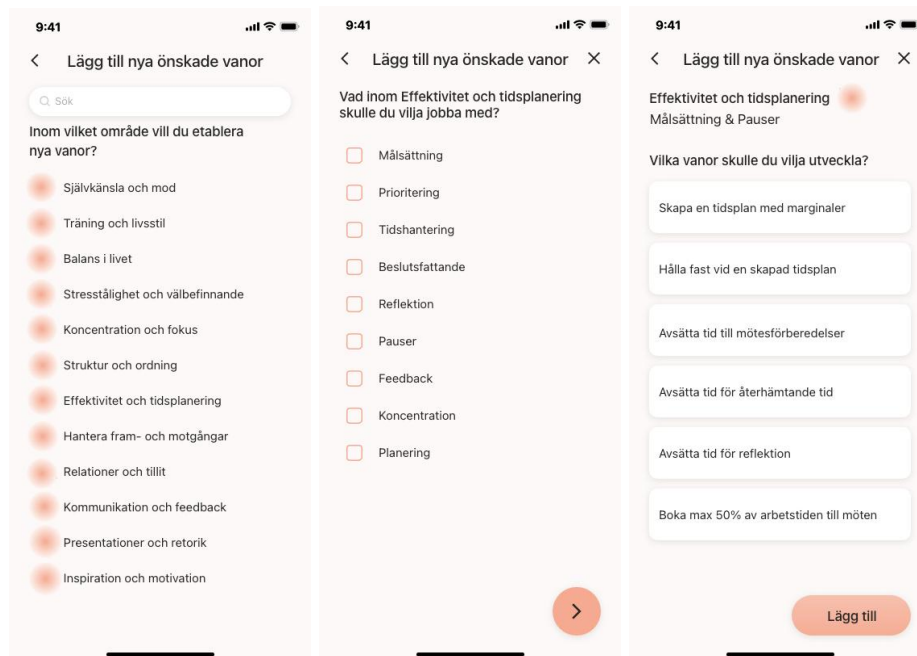 9:41
Lägg till nya önskade vanor
Sök
Inom vilket område vill du etablera
nya vanor?
Självkänsla och mod
Träning och livsstil
Balans i livet
Stresstålighet och välbefinnande
Koncentration och fokus
Struktur och ordning
Effektivitet och tidsplanering
Hantera fram- och motgångar
Relationer och tillit
Kommunikation och feedback
Presentationer och retorik
Inspiration och motivation
9:41
Lägg till nya önskade vanor
Vad inom Effektivitet och tidsplanering
skulle du vilja jobba med?
Målsättning
Prioritering
Tidshantering
Beslutsfattande
Reflektion
Pauser
Feedback
Koncentration
Planering
9:41
Lägg till nya önskade vanor
Effektivitet och tidsplanering
Målsättning & Pauser
Vilka vanor skulle du vilja utveckla?
Skapa en tidsplan med marginaler
Hålla fast vid en skapad tidsplan
Avsätta tid till mötesförberedelser
Avsätta tid för återhämtande tid
Avsätta tid för reflektion
Boka max 50% av arbetstiden till möten
Lägg till